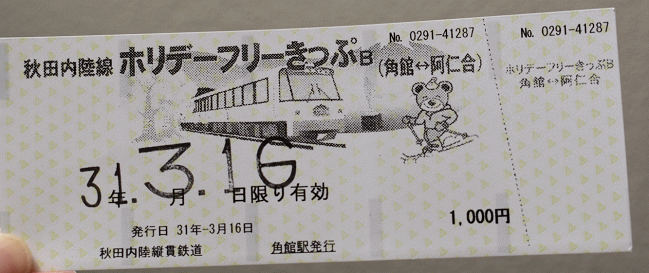 No. 0291-41287
秋田内陸線 ホリデーフリーきっぷB (角館↔阿仁合)
31年 3.月 16日限り有効
発行日 31年-3月16日
1,000円
秋田内陸縦貫鉄道 角館駅発行
No. 0291-41287
ホリデーフリーきっぷB
角館↔阿仁合